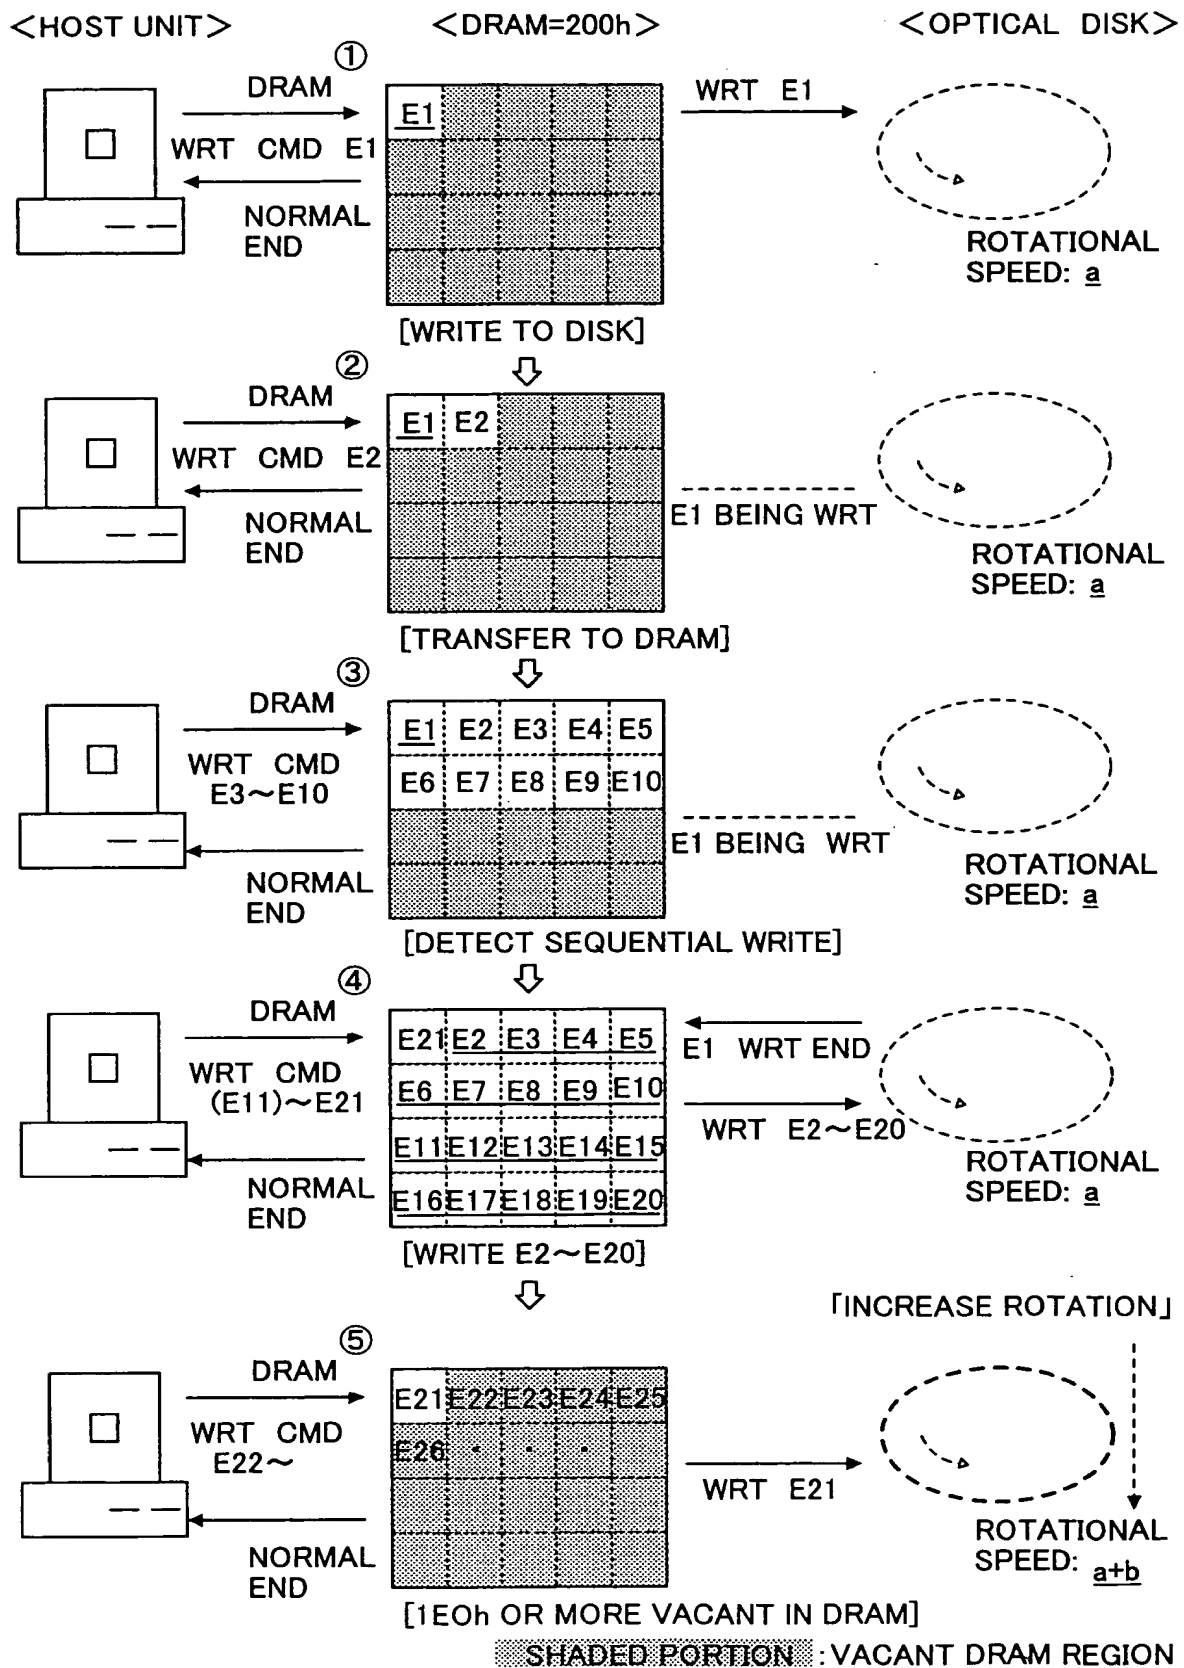 <HOST UNIT>
<DRAM=200h>
<OPTICAL DISK>
①
DRAM
WRT CMD E1
NORMAL
END
E1
WRT E1
ROTATIONAL
SPEED: a
[WRITE TO DISK]
②
DRAM
WRT CMD E2
NORMAL
END
E1 E2
E1 BEING WRT
ROTATIONAL
SPEED: a
[TRANSFER TO DRAM]
③
DRAM
WRT CMD
E3~E10
NORMAL
END
E1 E2 E3 E4 E5
E6 E7 E8 E9 E10
E1 BEING WRT
ROTATIONAL
SPEED: a
[DETECT SEQUENTIAL WRITE]
④
DRAM
WRT CMD
(E11)~E21
NORMAL
END
E21 E2 E3 E4 E5
E6 E7 E8 E9 E10
E11 E12 E13 E14 E15
E16 E17 E18 E19 E20
E1 WRT END
WRT E2~E20
ROTATIONAL
SPEED: a
[WRITE E2~E20]
「INCREASE ROTATION」
⑤
DRAM
WRT CMD
E22~
NORMAL
END
E21 E22 E23 E24 E25
E26 · · ·
WRT E21
ROTATIONAL
SPEED: a+b
[1E0h OR MORE VACANT IN DRAM]
SHADED PORTION : VACANT DRAM REGION